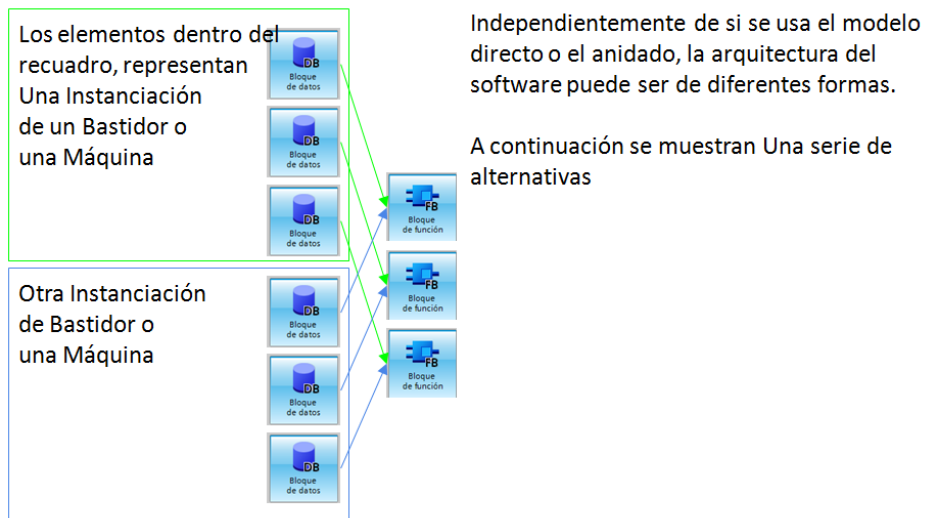 Los elementos dentro del
recuadro, representan
Una Instanciación
de un Bastidor o
una Máquina
DB
Bloque
de datos
DB
Bloque
de datos
DB
Bloque
de datos
Otra Instanciación
de Bastidor o
una Máquina
DB
Bloque
de datos
DB
Bloque
de datos
DB
Bloque
de datos
FB
Bloque
de función
FB
Bloque
de función
FB
Bloque
de función
Independientemente de si se usa el modelo
directo o el anidado, la arquitectura del
software puede ser de diferentes formas.
A continuación se muestran Una serie de
alternativas